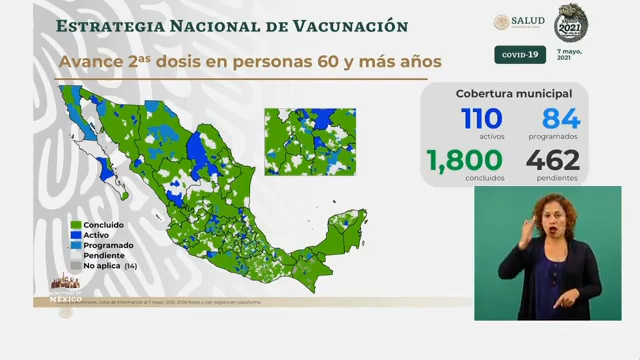 ESTRATEGIA NACIONAL DE VACUNACIÓN
SALUD
2021
COVID-19
7 mayo,
2021
Avance 2as dosis en personas 60 y más años
Cobertura municipal
110
activos
84
programados
1,800
concluidos
462
pendientes
Concluido
Activo
Programado
Pendiente
No aplica (14)
MÉXICO